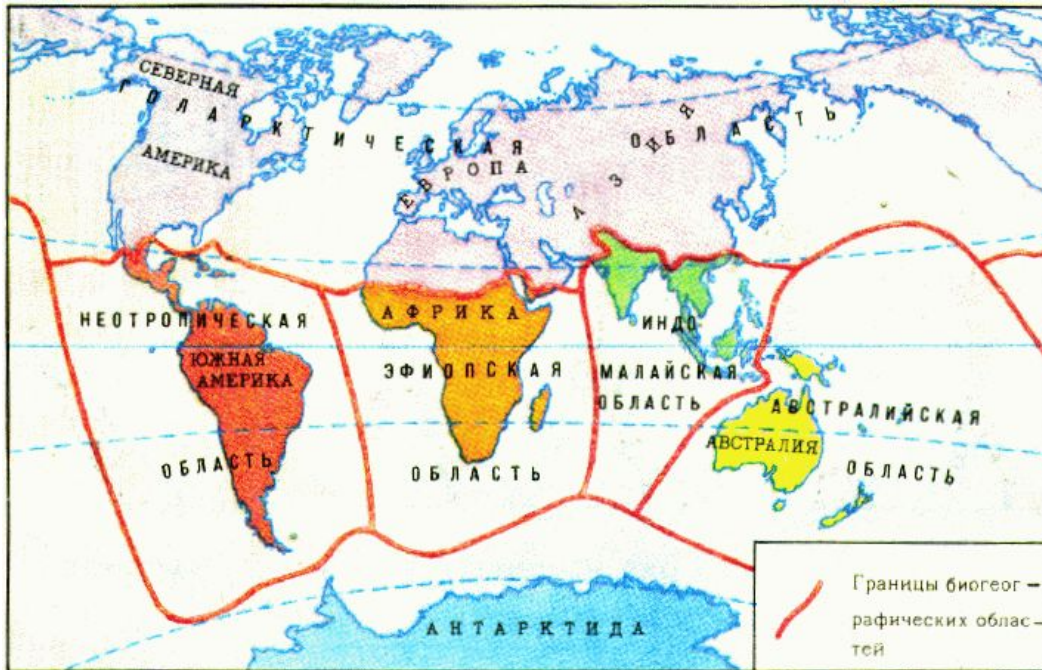 СЕВЕРНАЯ
АМЕРИКА
ГОЛАРКТИЧЕСКАЯ ОБЛАСТЬ
ЕВРОПА
АЗИЯ
НЕОТРОПИЧЕСКАЯ
ОБЛАСТЬ
ЮЖНАЯ
АМЕРИКА
АФРИКА
ЭФИОПСКАЯ
ОБЛАСТЬ
ИНДО
МАЛАЙСКАЯ
ОБЛАСТЬ
АВСТРАЛИЙСКАЯ
ОБЛАСТЬ
АВСТРАЛИЯ
АНТАРКТИДА
Границы биогеог-
рафических облас-
тей